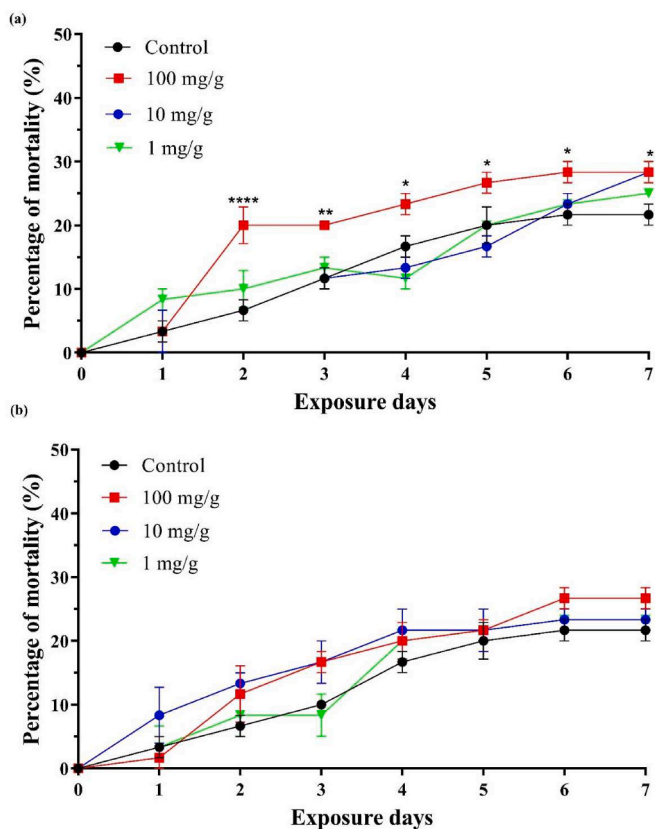 (a)
Percentage of mortality (%)
50
40
30
20
10
0
Control
100 mg/g
10 mg/g
1 mg/g
****
**
*
*
*
*
0 1 2 3 4 5 6 7
Exposure days
(b)
Percentage of mortality (%)
50
40
30
20
10
0
Control
100 mg/g
10 mg/g
1 mg/g
0 1 2 3 4 5 6 7
Exposure days